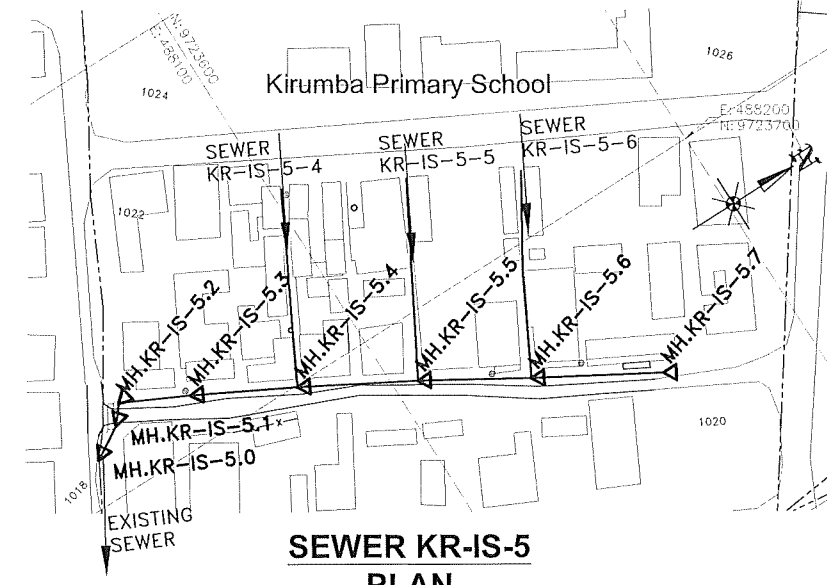 N: 9723600
E: 488100
1026
1024
Kirumba Primary School
E: 488200
N: 9723700
SEWER
KR-IS-5-4
SEWER
KR-IS-5-5
SEWER
KR-IS-5-6
1022
MH.KR-IS-5.2
MH.KR-IS-5.3
MH.KR-IS-5.4
MH.KR-IS-5.5
MH.KR-IS-5.6
MH.KR-IS-5.7
MH.KR-IS-5.1
MH.KR-IS-5.0
1020
1018
EXISTING
SEWER
SEWER KR-IS-5
PLAN